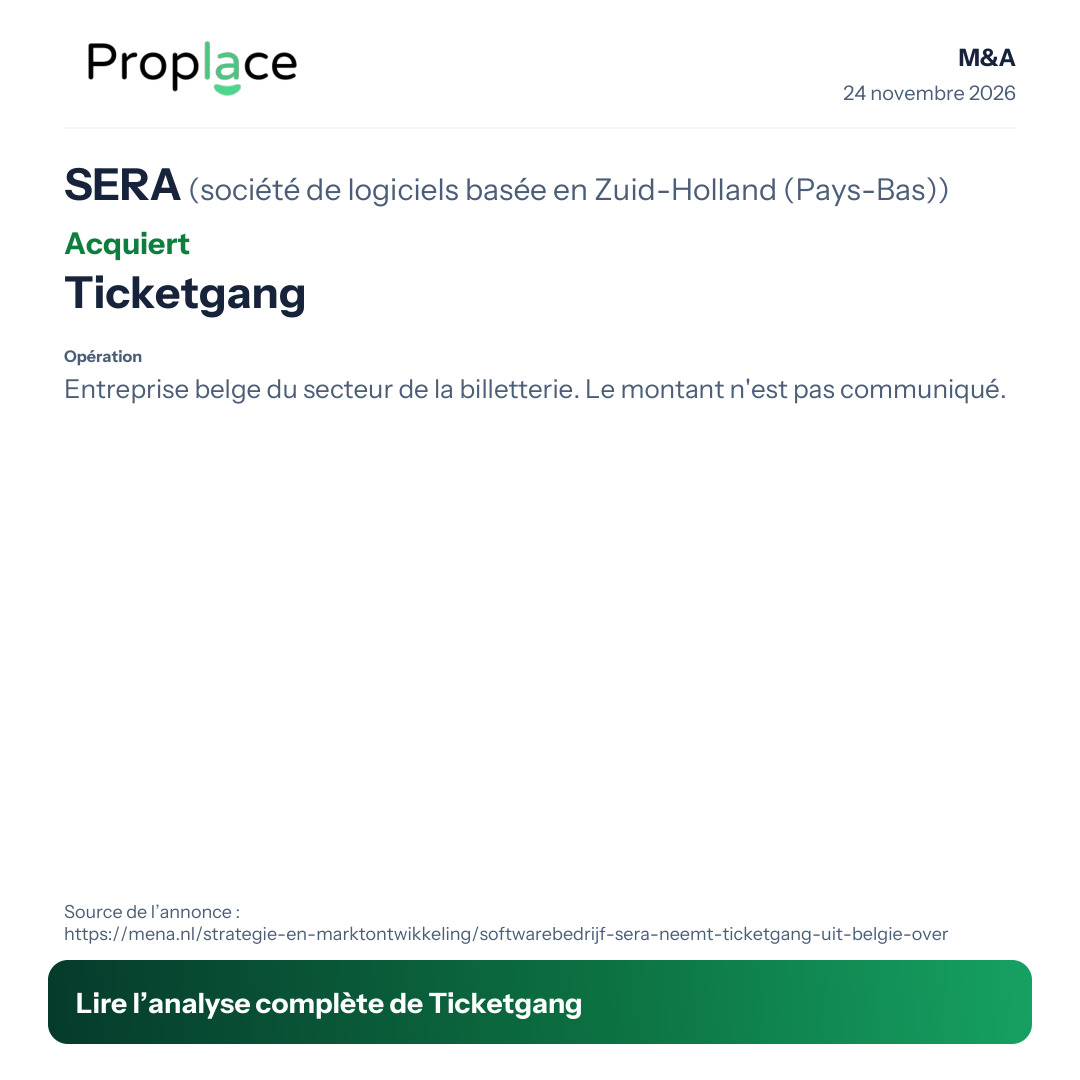 Proplace
M&A
24 novembre 2026
SERA (société de logiciels basée en Zuid-Holland (Pays-Bas))
Acquiert
Ticketgang
Opération
Entreprise belge du secteur de la billetterie. Le montant n'est pas communiqué.
Source de l’annonce :
https://mena.nl/strategie-en-marktontwikkeling/softwarebedrijf-sera-neemt-ticketgang-uit-belgie-over
Lire l’analyse complète de Ticketgang